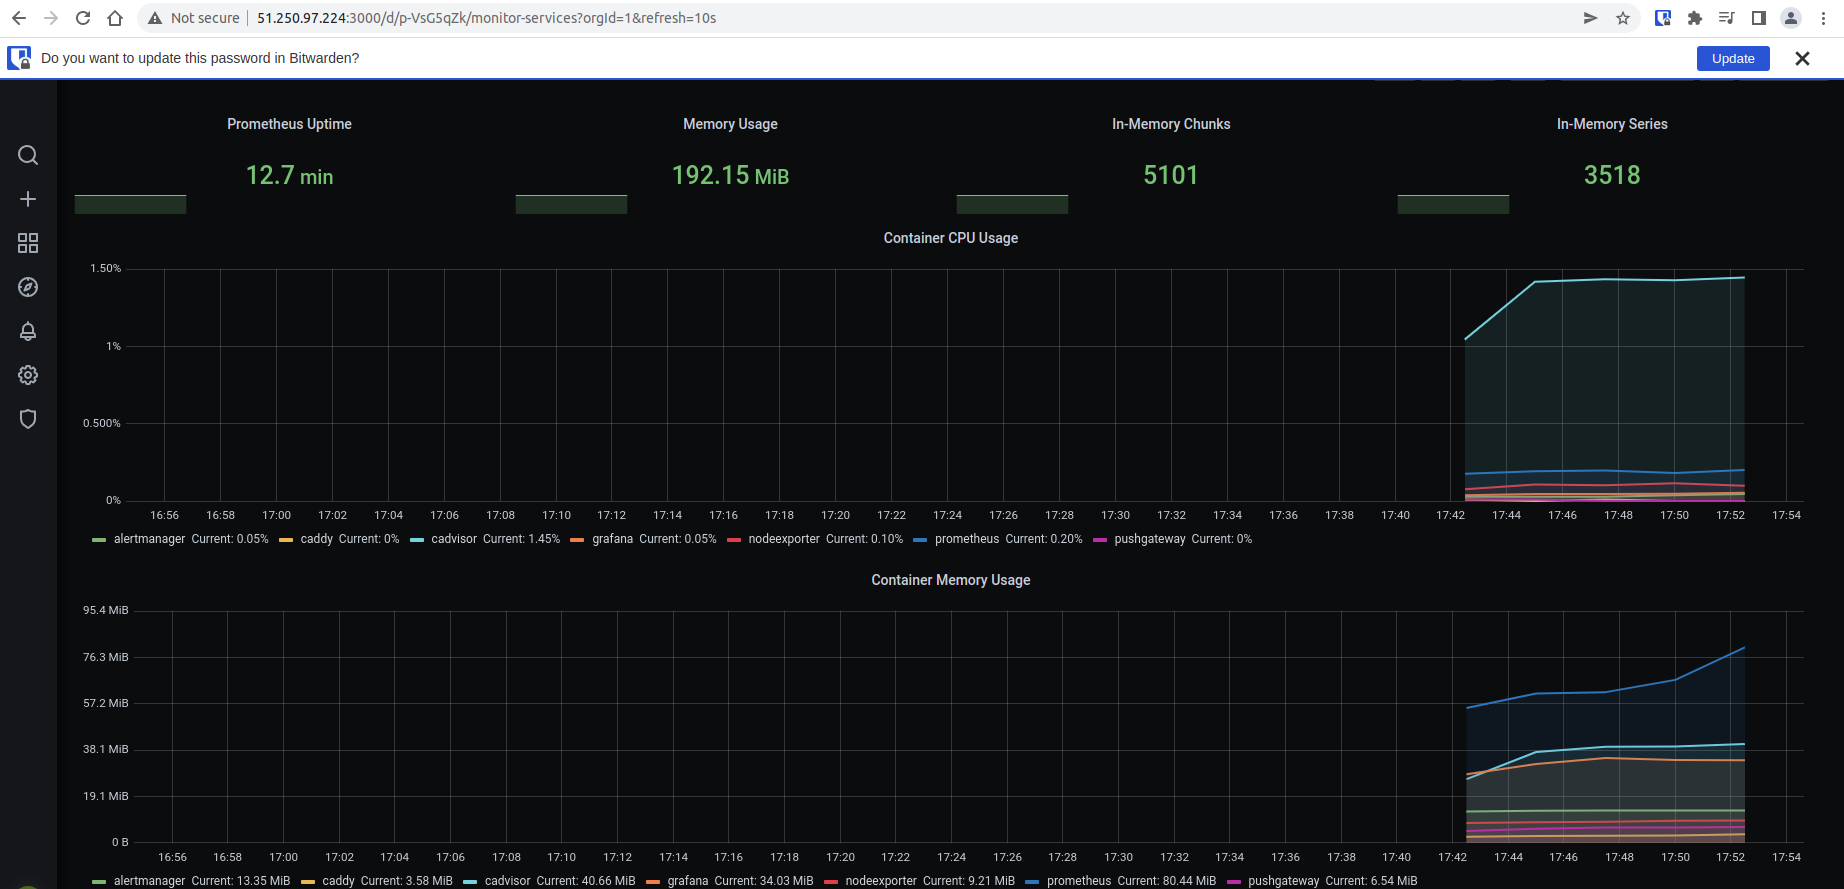 Not secure 51.250.97.224:3000/d/p-VsG5qZk/monitor-services?orgId=1&refresh=10s
Do you want to update this password in Bitwarden? Update
Prometheus Uptime Memory Usage In-Memory Chunks In-Memory Series
12.7 min 192.15 MiB 5101 3518
Container CPU Usage
1.50%
1%
0.500%
0%
16:56 16:58 17:00 17:02 17:04 17:06 17:08 17:10 17:12 17:14 17:16 17:18 17:20 17:22 17:24 17:26 17:28 17:30 17:32 17:34 17:36 17:38 17:40 17:42 17:44 17:46 17:48 17:50 17:52 17:54
alertmanager Current: 0.05% caddy Current: 0% cadvisor Current: 1.45% grafana Current: 0.05% nodeexporter Current: 0.10% prometheus Current: 0.20% pushgateway Current: 0%
Container Memory Usage
95.4 MiB
76.3 MiB
57.2 MiB
38.1 MiB
19.1 MiB
0 B
16:56 16:58 17:00 17:02 17:04 17:06 17:08 17:10 17:12 17:14 17:16 17:18 17:20 17:22 17:24 17:26 17:28 17:30 17:32 17:34 17:36 17:38 17:40 17:42 17:44 17:46 17:48 17:50 17:52 17:54
alertmanager Current: 13.35 MiB caddy Current: 3.58 MiB cadvisor Current: 40.66 MiB grafana Current: 34.03 MiB nodeexporter Current: 9.21 MiB prometheus Current: 80.44 MiB pushgateway Current: 6.54 MiB